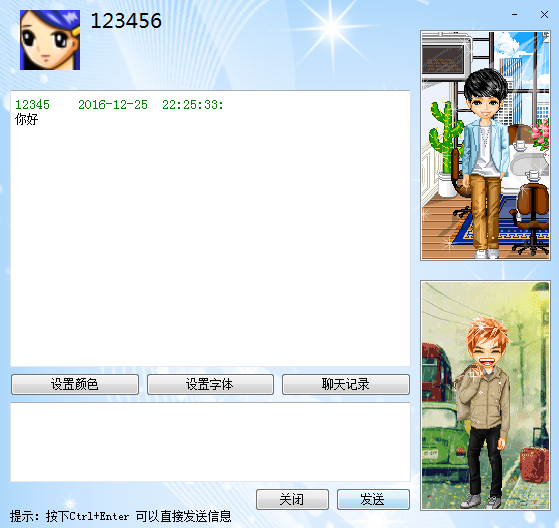 123456
12345    2016-12-25  22:25:33:
你好
设置颜色
设置字体
聊天记录
关闭
发送
提示: 按下Ctrl+Enter 可以直接发送信息